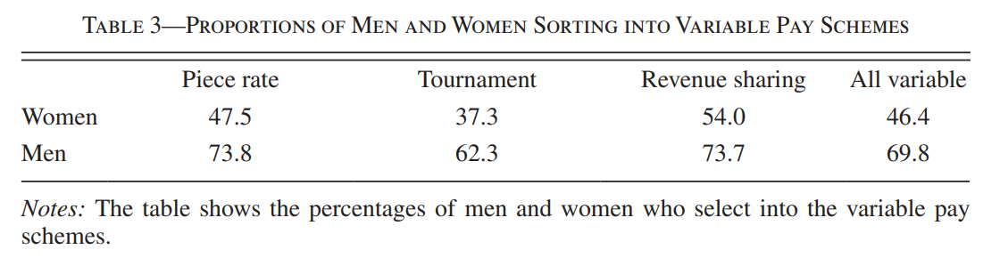 TABLE 3—PROPORTIONS OF MEN AND WOMEN SORTING INTO VARIABLE PAY SCHEMES
Piece rate Tournament Revenue sharing All variable
Women 47.5 37.3 54.0 46.4
Men 73.8 62.3 73.7 69.8
Notes: The table shows the percentages of men and women who select into the variable pay
schemes.